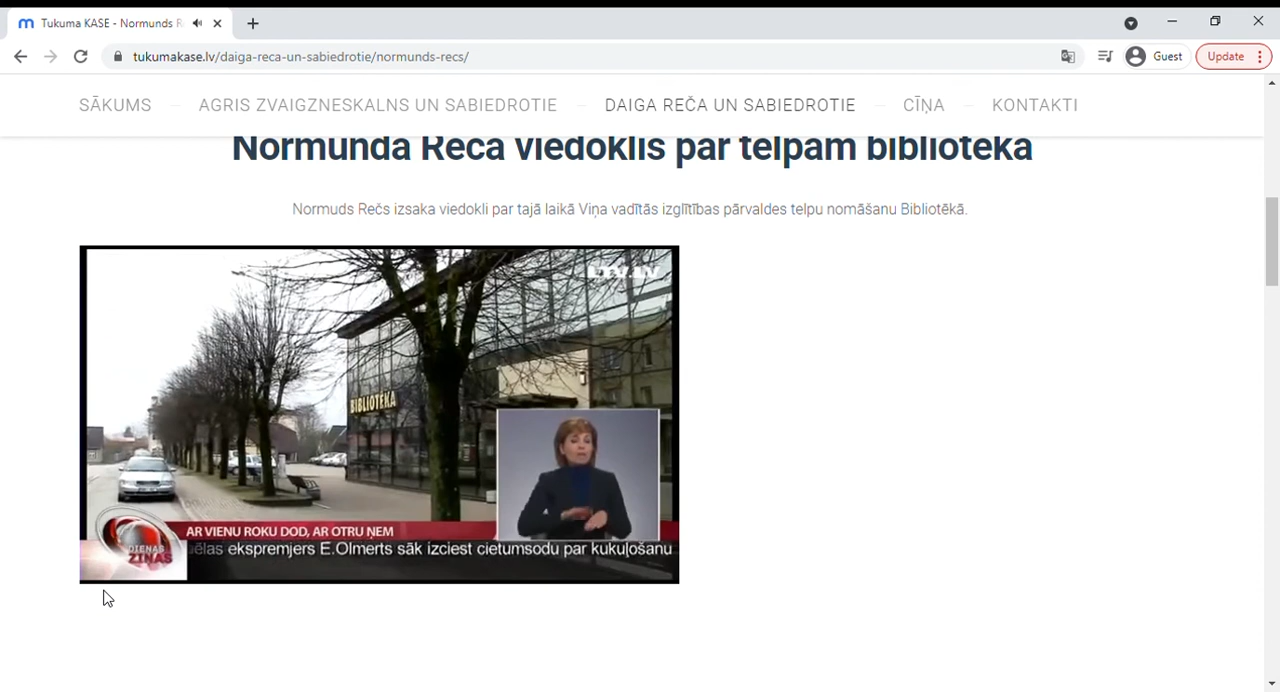 Tukuma KASE - Normunds R
tukumakase.lv/daiga-reca-un-sabiedrotie/normunds-recs/
Guest
Update
SĀKUMS
AGRIS ZVAIGZNESKALNS UN SABIEDROTIE
DAIGA REČA UN SABIEDROTIE
CĪŅA
KONTAKTI
Normunda Reča viedoklis par telpām bibliotēkā
Normuds Rečs izsaka viedokli par tajā laikā Viņa vadītās izglītības pārvaldes telpu nomāšanu Bibliotēkā.
LTV.LV
BIBLIOTĒKA
AR VIENU ROKU DOD, AR OTRU ŅEM
DIENAS
ZIŅAS
ēlas ekspremjers E.Olmerts sāk izciest cietumsodu par kukuļošanu